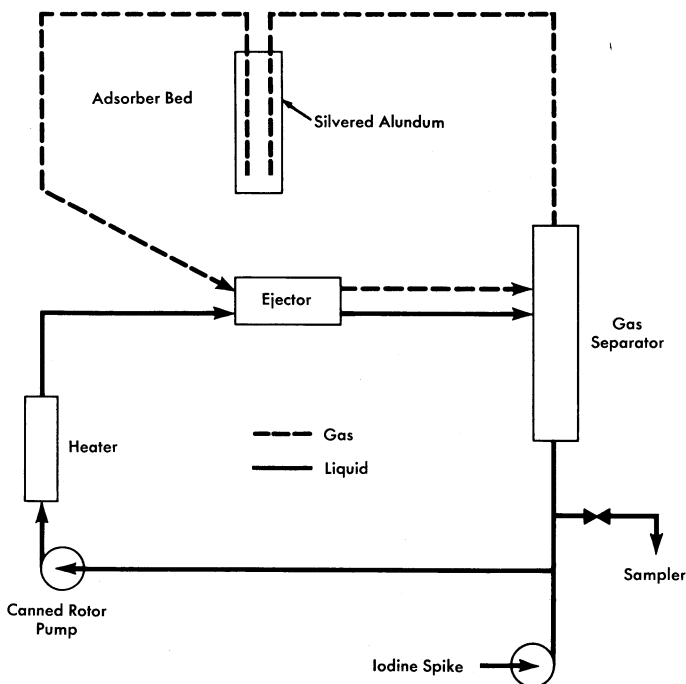 Adsorber Bed
Silvered Alundum
Ejector
Gas
Separator
Heater
Gas
Liquid
Canned Rotor
Pump
Sampler
Iodine Spike